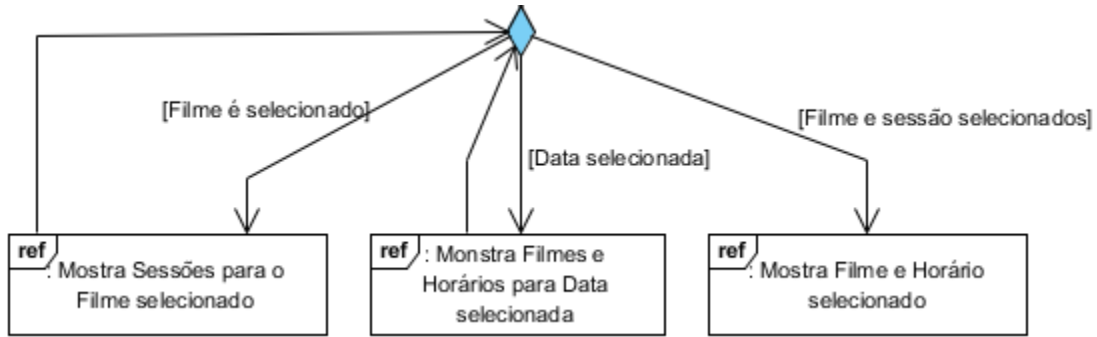 [Filme é selecionado]
[Filme e sessão selecionados]
[Data selecionada]
ref
: Mostra Sessões para o
Filme selecionado
ref
: Monstra Filmes e
Horários para Data
selecionada
ref
: Mostra Filme e Horário
selecionado